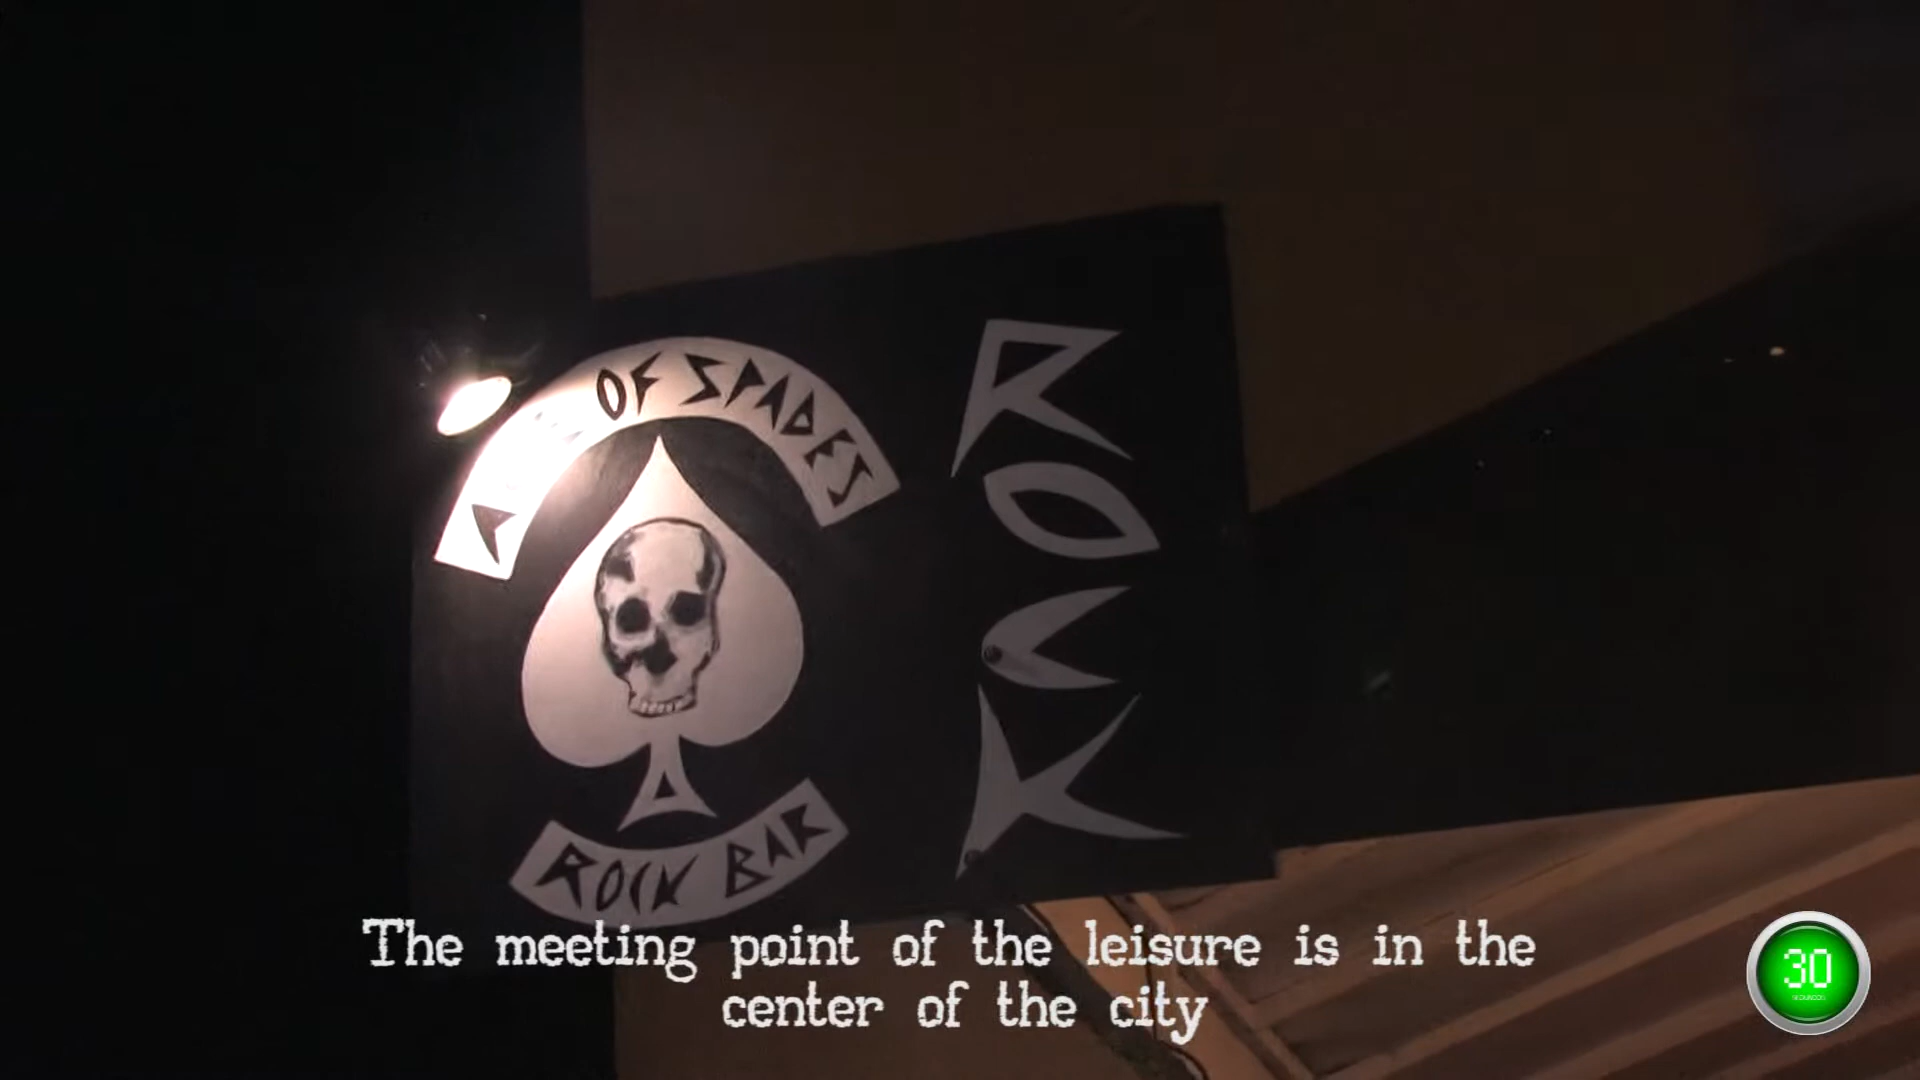 OF SPADES
ROCK
ROCK BAR
The meeting point of the leisure is in the
center of the city
30
SEGUNDOS